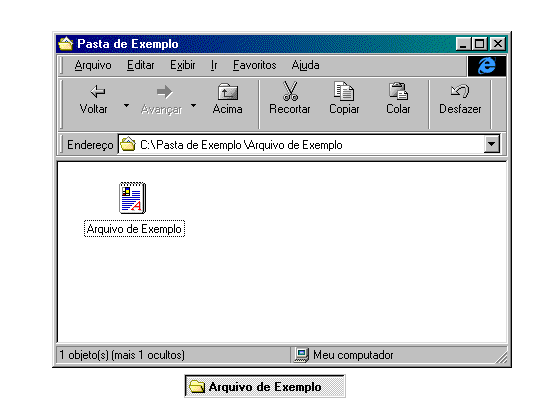 Pasta de Exemplo
Arquivo Editar Exibir Ir Favoritos Ajuda
Voltar Avançar Acima Recortar Copiar Colar Desfazer
Endereço C:\Pasta de Exemplo\Arquivo de Exemplo
Arquivo de Exemplo
1 objeto(s) (mais 1 ocultos) Meu computador
Arquivo de Exemplo